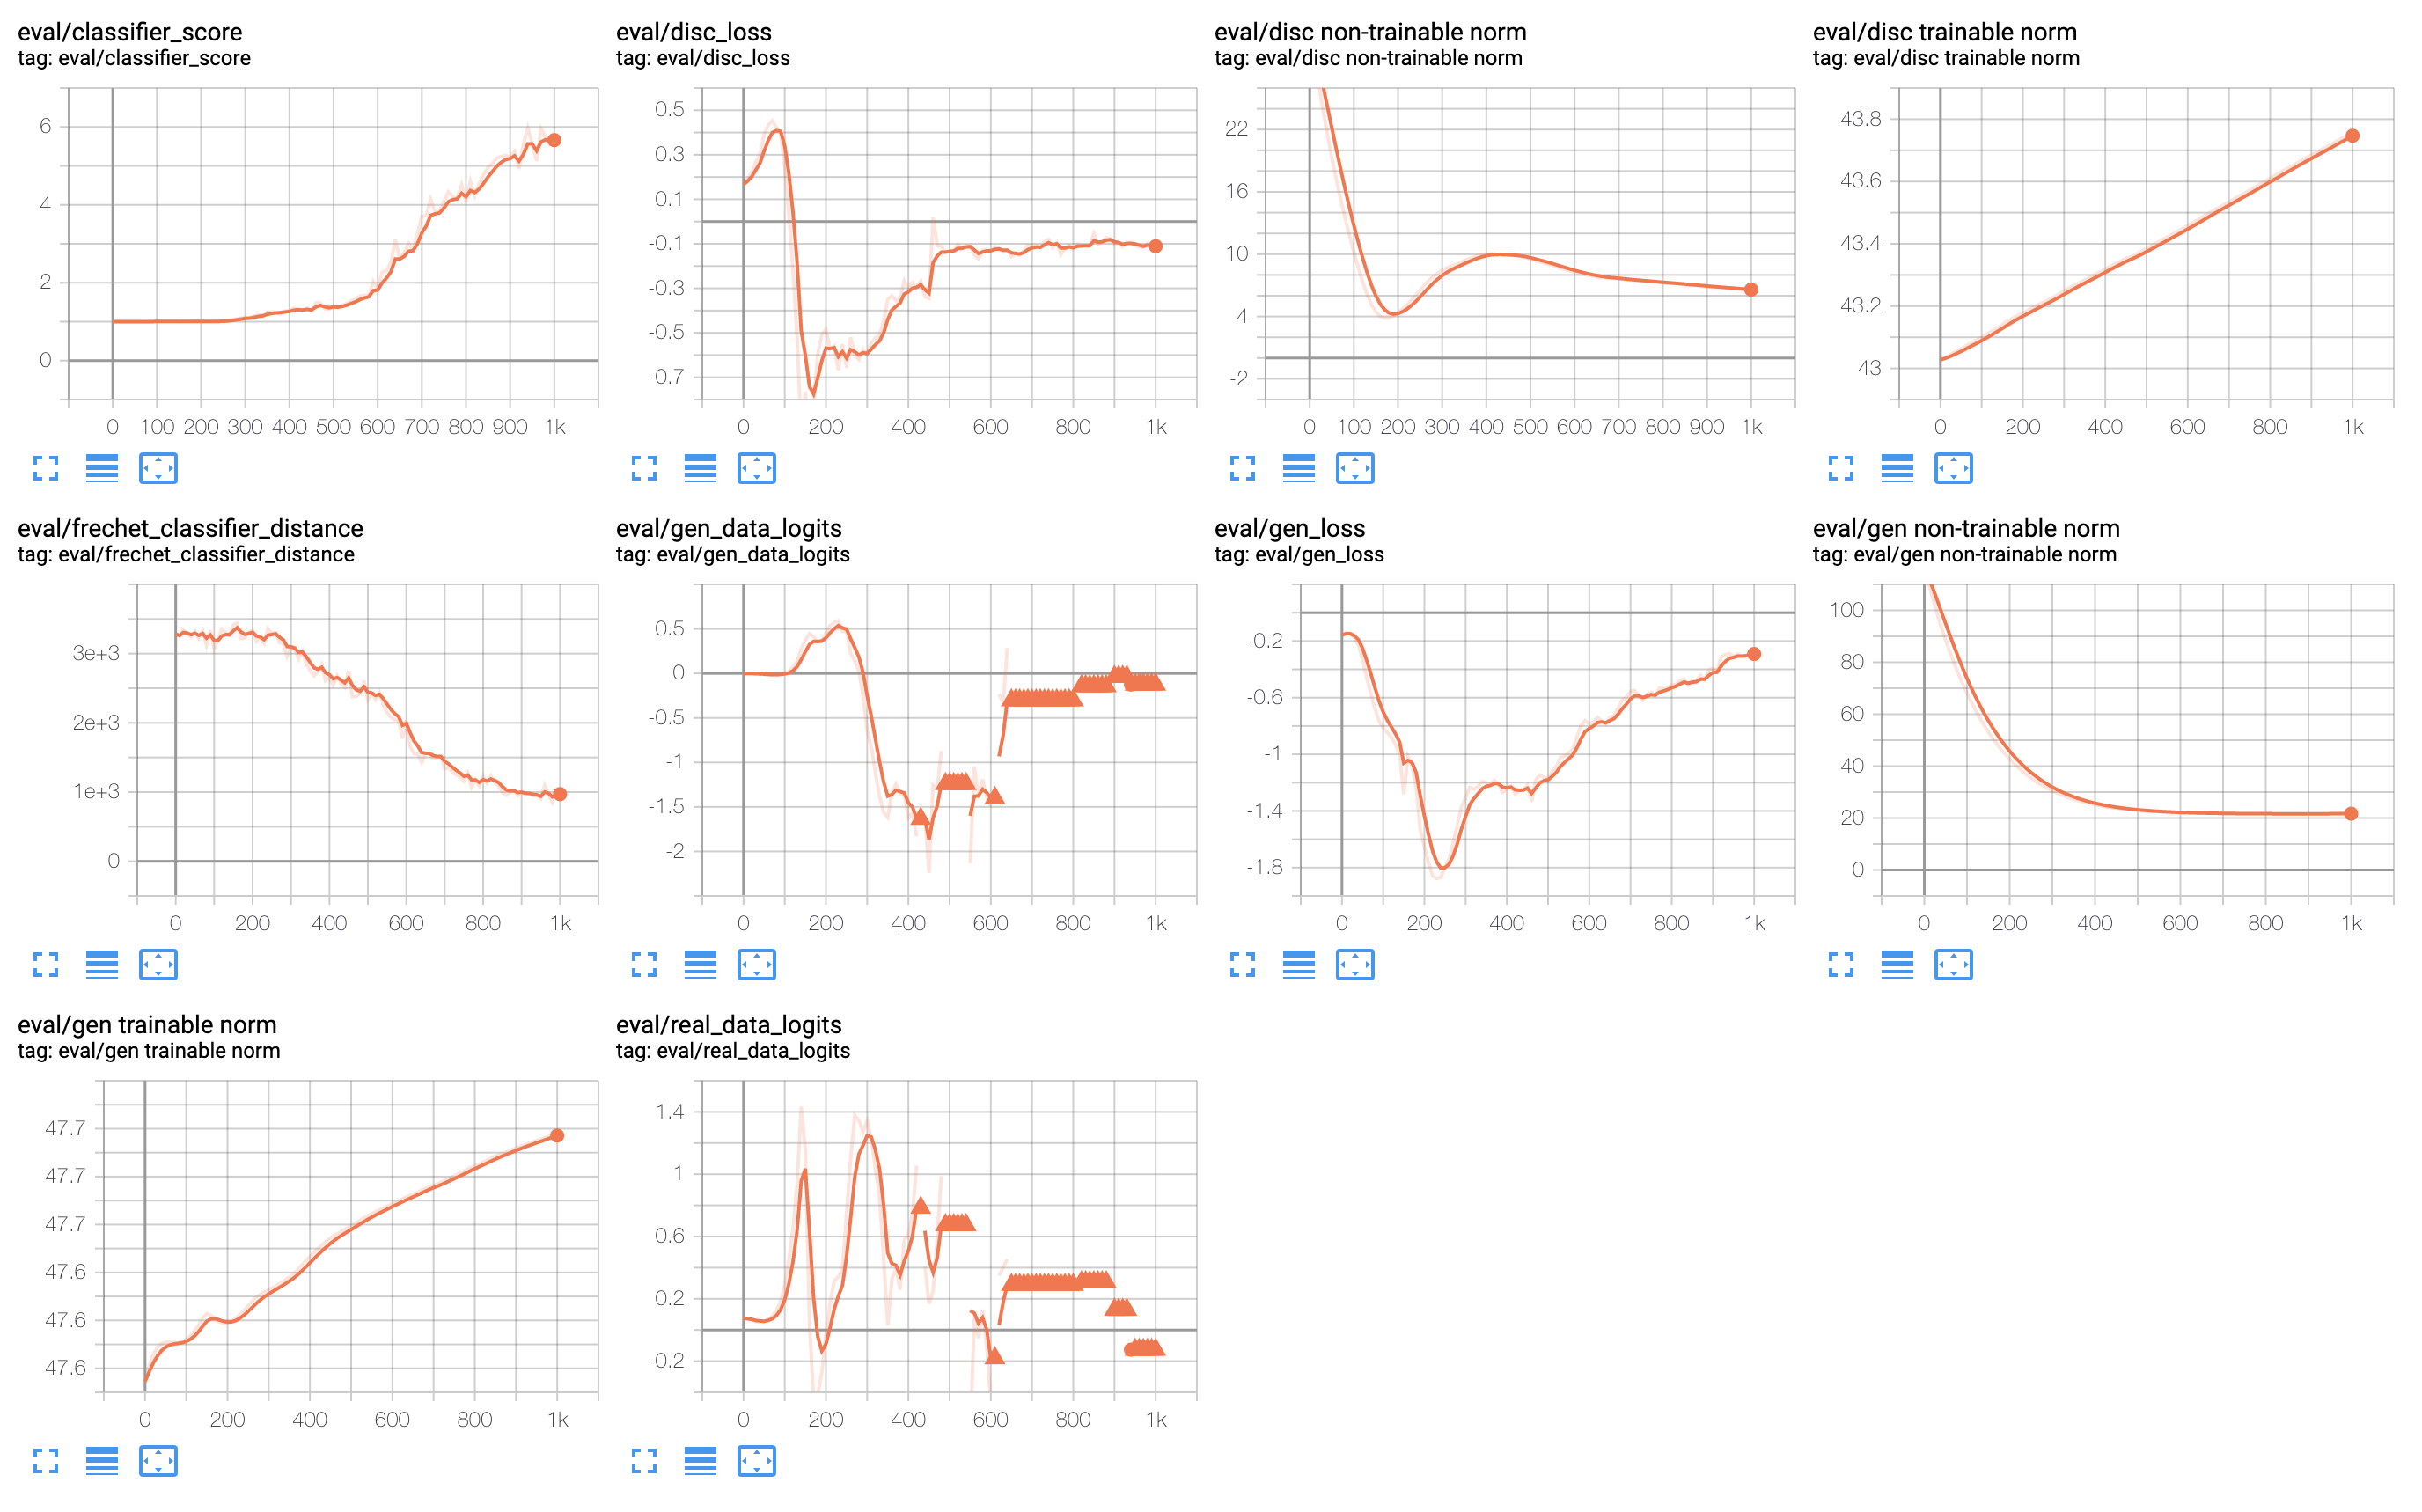 eval/classifier_score
tag: eval/classifier_score
6
4
2
0
0 100 200 300 400 500 600 700 800 900 1k
eval/disc_loss
tag: eval/disc_loss
0.5
0.3
0.1
-0.1
-0.3
-0.5
-0.7
0 200 400 600 800 1k
eval/disc non-trainable norm
tag: eval/disc non-trainable norm
22
16
10
4
-2
0 100 200 300 400 500 600 700 800 900 1k
eval/disc trainable norm
tag: eval/disc trainable norm
43.8
43.6
43.4
43.2
43
0 200 400 600 800 1k
eval/frechet_classifier_distance
tag: eval/frechet_classifier_distance
3e+3
2e+3
1e+3
0
0 200 400 600 800 1k
eval/gen_data_logits
tag: eval/gen_data_logits
0.5
0
-0.5
-1
-1.5
-2
0 200 400 600 800 1k
eval/gen_loss
tag: eval/gen_loss
-0.2
-0.6
-1
-1.4
-1.8
0 200 400 600 800 1k
eval/gen non-trainable norm
tag: eval/gen non-trainable norm
100
80
60
40
20
0
0 200 400 600 800 1k
eval/gen trainable norm
tag: eval/gen trainable norm
47.7
47.7
47.7
47.6
47.6
47.6
0 200 400 600 800 1k
eval/real_data_logits
tag: eval/real_data_logits
1.4
1
0.6
0.2
-0.2
0 200 400 600 800 1k